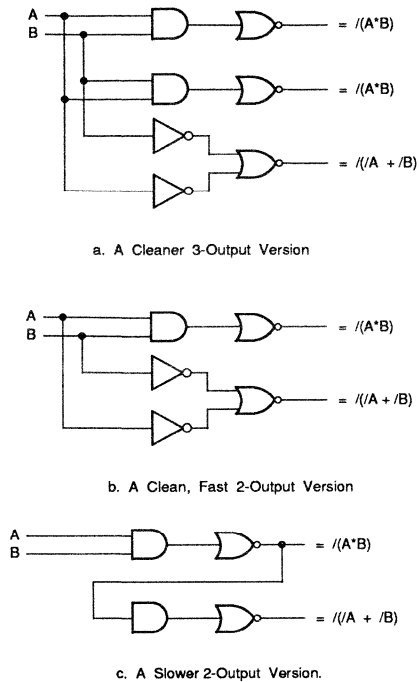 A
B
= /(A*B)
= /(A*B)
= /(/A + /B)
a. A Cleaner 3-Output Version
A
B
= /(A*B)
= /(/A + /B)
b. A Clean, Fast 2-Output Version
A
B
= /(A*B)
= /(/A + /B)
c. A Slower 2-Output Version.